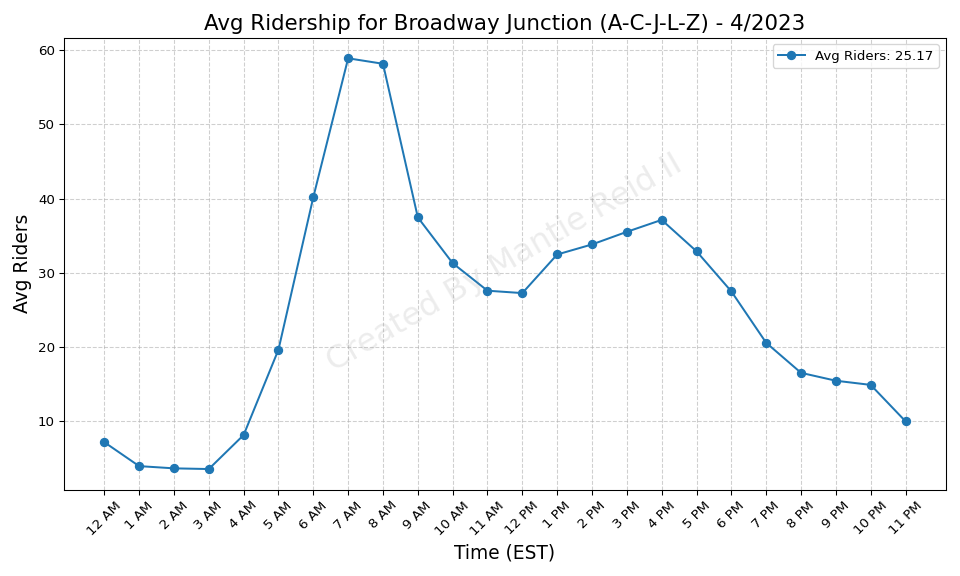 Avg Ridership for Broadway Junction (A-C-J-L-Z) - 4/2023
Avg Riders: 25.17
60
50
40
30
20
10
Avg Riders
Created By Mantie Reid II
12 AM
1 AM
2 AM
3 AM
4 AM
5 AM
6 AM
7 AM
8 AM
9 AM
10 AM
11 AM
12 PM
1 PM
2 PM
3 PM
4 PM
5 PM
6 PM
7 PM
8 PM
9 PM
10 PM
11 PM
Time (EST)